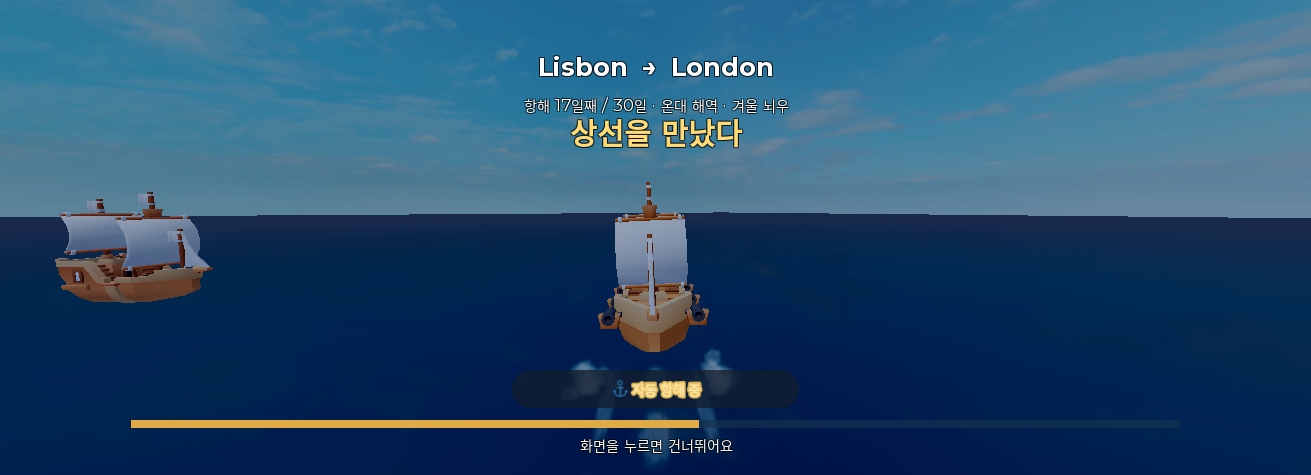 Lisbon → London
항해 17일째 / 30일 · 온대 해역 · 겨울 뇌우
상선을 만났다
⚓ 자동 항해 중
화면을 누르면 건너뛰어요